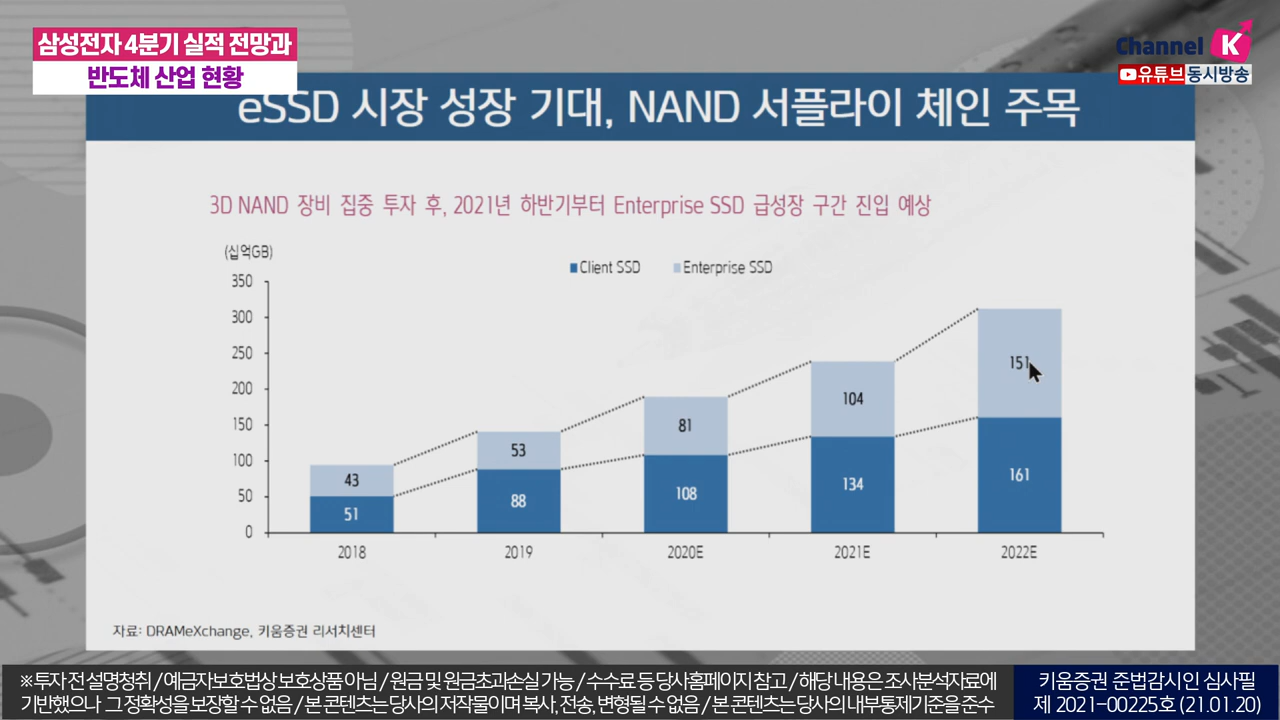 삼성전자 4분기 실적 전망과
반도체 산업 현황
Channel K
유튜브동시방송
eSSD 시장 성장 기대, NAND 서플라이 체인 주목
3D NAND 장비 집중 투자 후, 2021년 하반기부터 Enterprise SSD 급성장 구간 진입 예상
(십억GB)
Client SSD Enterprise SSD
350
300
250
200
150
100
50
0
43
51
53
88
81
108
104
134
151
161
2018 2019 2020E 2021E 2022E
자료: DRAMeXchange, 키움증권 리서치센터
※ 투자 전 설명청취 / 예금자보호법상 보호상품 아님 / 원금 및 원금초과손실 가능 / 수수료 등 당사홈페이지 참고 / 해당 내용은 조사분석자료에
기반했으나 그 정확성을 보장할 수 없음 / 본 콘텐츠는 당사의 저작물이며 복사, 전송, 변형될 수 없음 / 본 콘텐츠는 당사의 내부통제기준을 준수
키움증권 준법감시인 심사필
제 2021-00225호 (21.01.20)